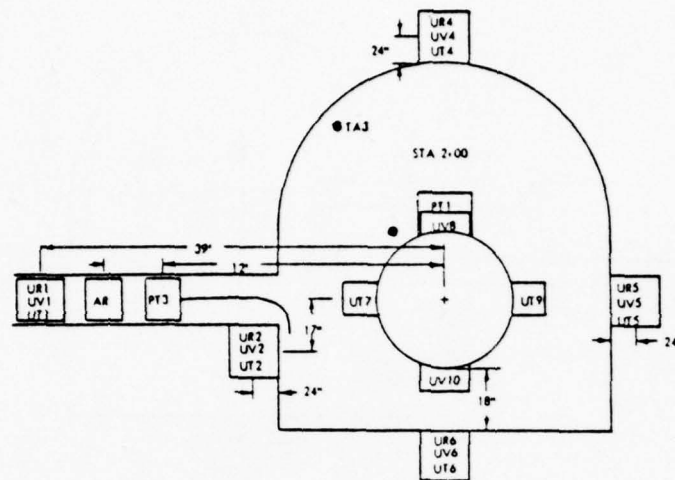 UR4
UV4
UT4
24"
TA3
STA 2+00
PT1
UV8
39"
12"
UR1
UV1
UT1
AR
PT3
UT7
UT9
UR5
UV5
UT5
17"
UR2
UV2
UT2
24"
24"
UV10
18"
UR6
UV6
UT6